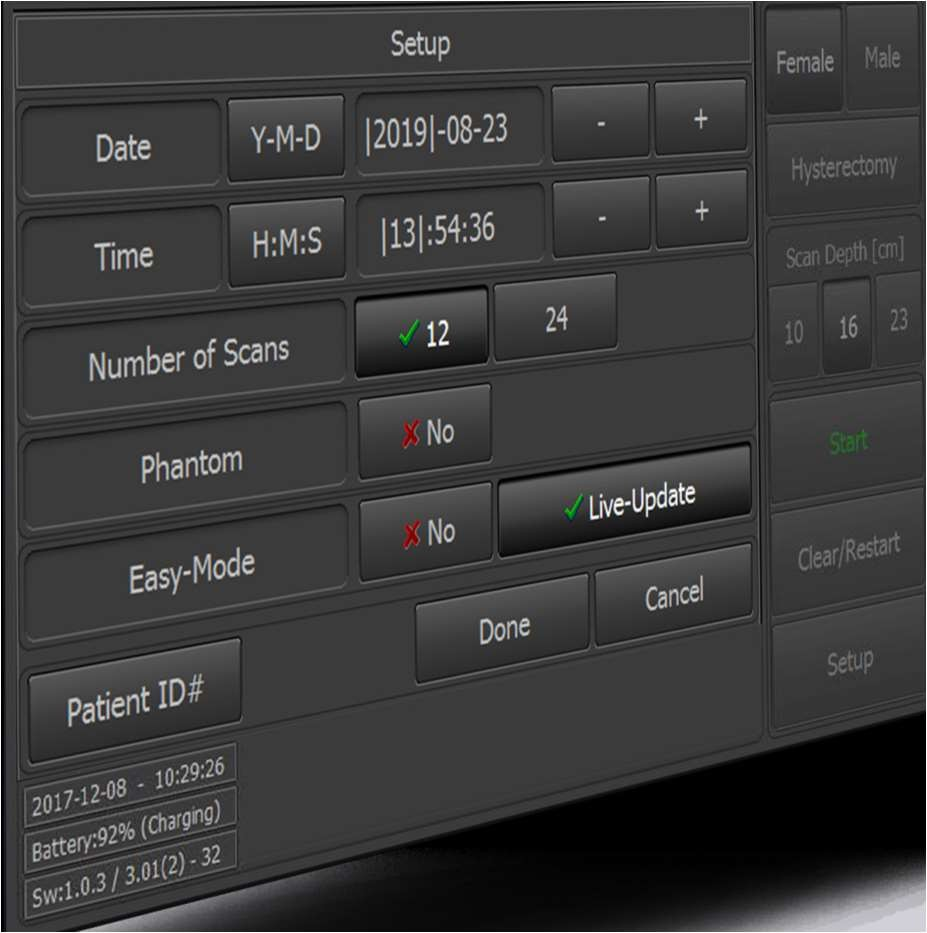 Setup
Date Y-M-D |2019|-08-23 - +
Time H:M:S |13|:54:36 - +
Number of Scans ✓ 12 24
Phantom ✗ No
Easy-Mode ✗ No ✓ Live-Update
Done Cancel
Patient ID#
2017-12-08 - 10:29:26
Battery:92% (Charging)
Sw:1.0.3 / 3.01(2) - 32
Female Male
Hysterectomy
Scan Depth [cm]
10 16 23
Start
Clear/Restart
Setup